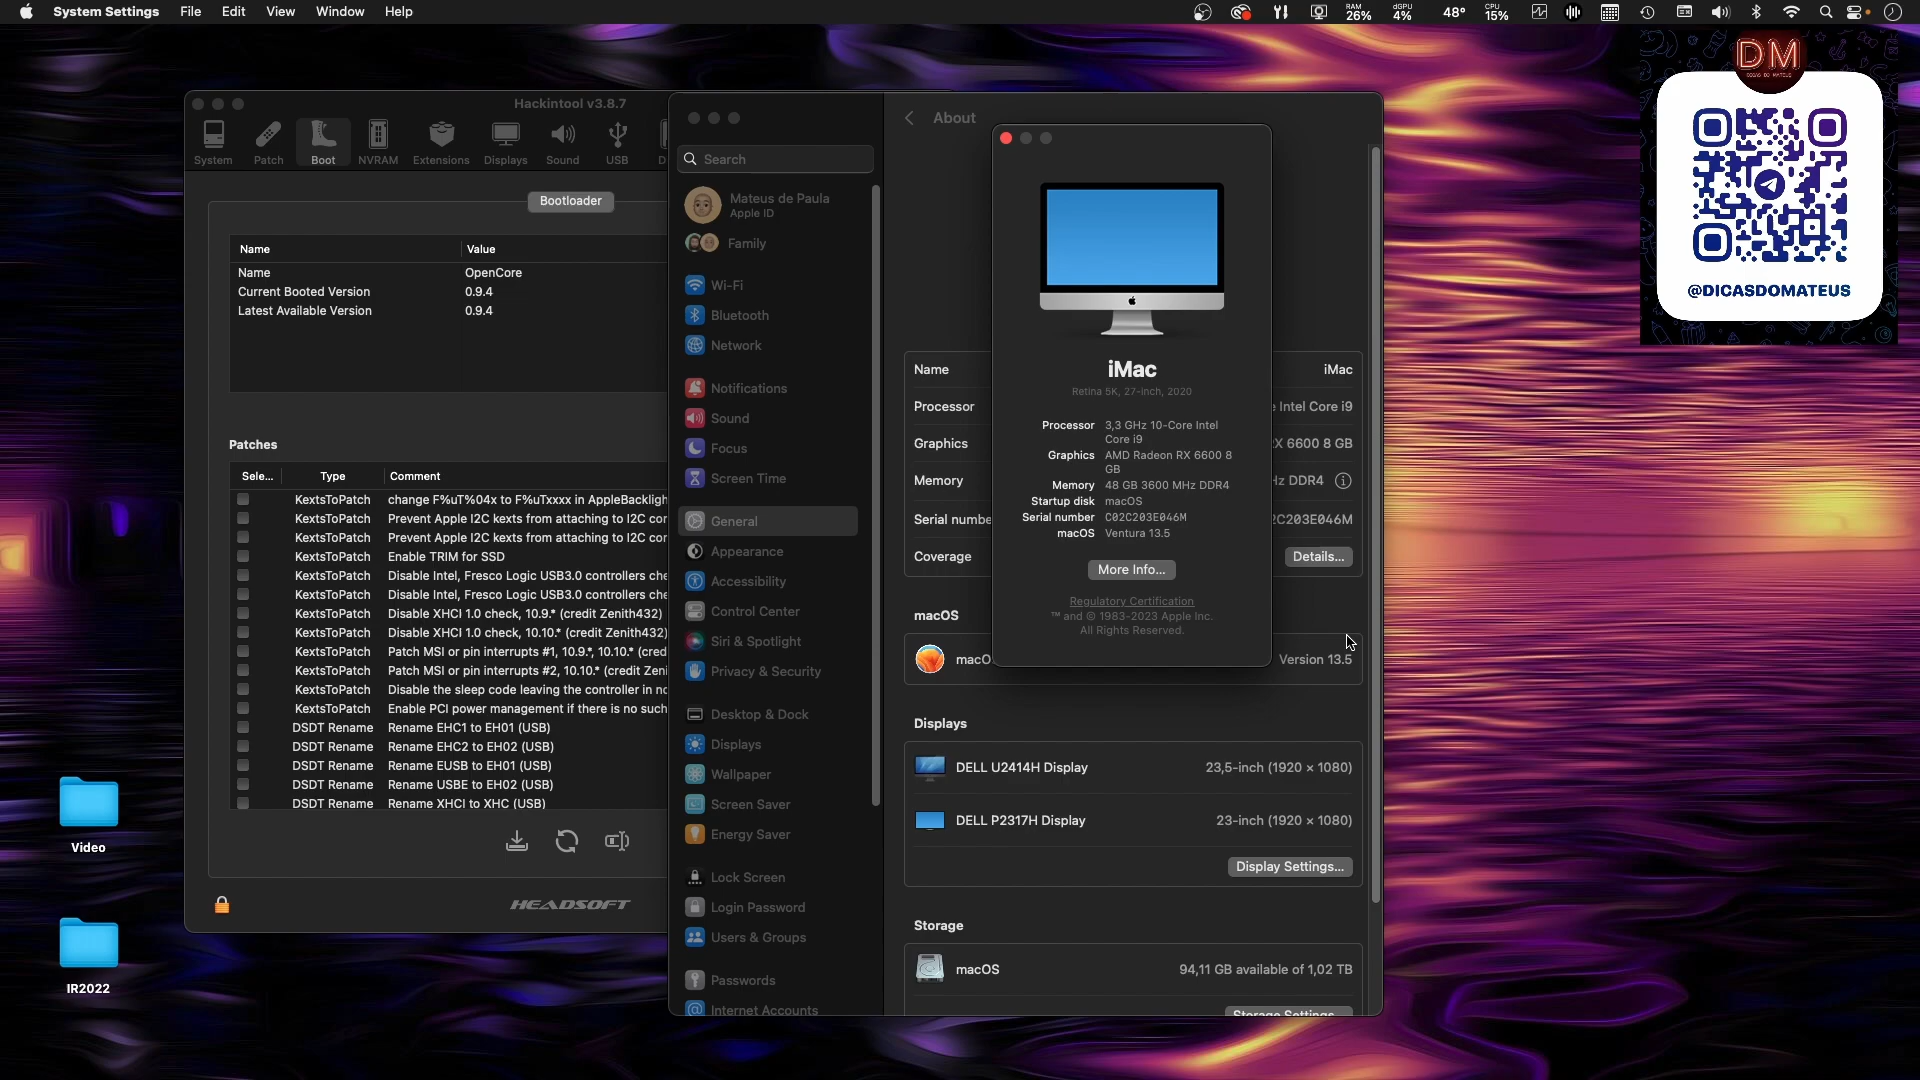 System Settings File Edit View Window Help
RAM 26% dGPU 4% 48° CPU 15%
DM
DICAS DO MATEUS
@DICASDOMATEUS
Hackintool v3.8.7
System Patch Boot NVRAM Extensions Displays Sound USB
Bootloader
Name Value
Name OpenCore
Current Booted Version 0.9.4
Latest Available Version 0.9.4
Patches
Sele... Type Comment
KextsToPatch change F%uT%04x to F%uTxxxx in AppleBackligh
KextsToPatch Prevent Apple I2C kexts from attaching to I2C cor
KextsToPatch Prevent Apple I2C kexts from attaching to I2C cor
KextsToPatch Enable TRIM for SSD
KextsToPatch Disable Intel, Fresco Logic USB3.0 controllers che
KextsToPatch Disable Intel, Fresco Logic USB3.0 controllers che
KextsToPatch Disable XHCI 1.0 check, 10.9.* (credit Zenith432)
KextsToPatch Disable XHCI 1.0 check, 10.10.* (credit Zenith432)
KextsToPatch Patch MSI or pin interrupts #1, 10.9.*, 10.10.* (cred
KextsToPatch Patch MSI or pin interrupts #2, 10.10.* (credit Zeni
KextsToPatch Disable the sleep code leaving the controller in no
KextsToPatch Enable PCI power management if there is no such
DSDT Rename Rename EHC1 to EH01 (USB)
DSDT Rename Rename EHC2 to EH02 (USB)
DSDT Rename Rename EUSB to EH01 (USB)
DSDT Rename Rename USBE to EH02 (USB)
DSDT Rename Rename XHCI to XHC (USB)
HEADSOFT
Search
Mateus de Paula
Apple ID
Family
Wi-Fi
Bluetooth
Network
Notifications
Sound
Focus
Screen Time
General
Appearance
Accessibility
Control Center
Siri & Spotlight
Privacy & Security
Desktop & Dock
Displays
Wallpaper
Screen Saver
Energy Saver
Lock Screen
Login Password
Users & Groups
Passwords
Internet Accounts
About
Name iMac
Processor e Intel Core i9
Graphics X 6600 8 GB
Memory Hz DDR4
Serial numbe 2C203E046M
Coverage Details...
macOS
macO Version 13.5
Displays
DELL U2414H Display 23,5-inch (1920 × 1080)
DELL P2317H Display 23-inch (1920 × 1080)
Display Settings...
Storage
macOS 94,11 GB available of 1,02 TB
Storage Settings...
iMac
Retina 5K, 27-inch, 2020
Processor 3,3 GHz 10-Core Intel
Core i9
Graphics AMD Radeon RX 6600 8
GB
Memory 48 GB 3600 MHz DDR4
Startup disk macOS
Serial number C02C203E046M
macOS Ventura 13.5
More Info...
Regulatory Certification
™ and © 1983-2023 Apple Inc.
All Rights Reserved.
Video
IR2022